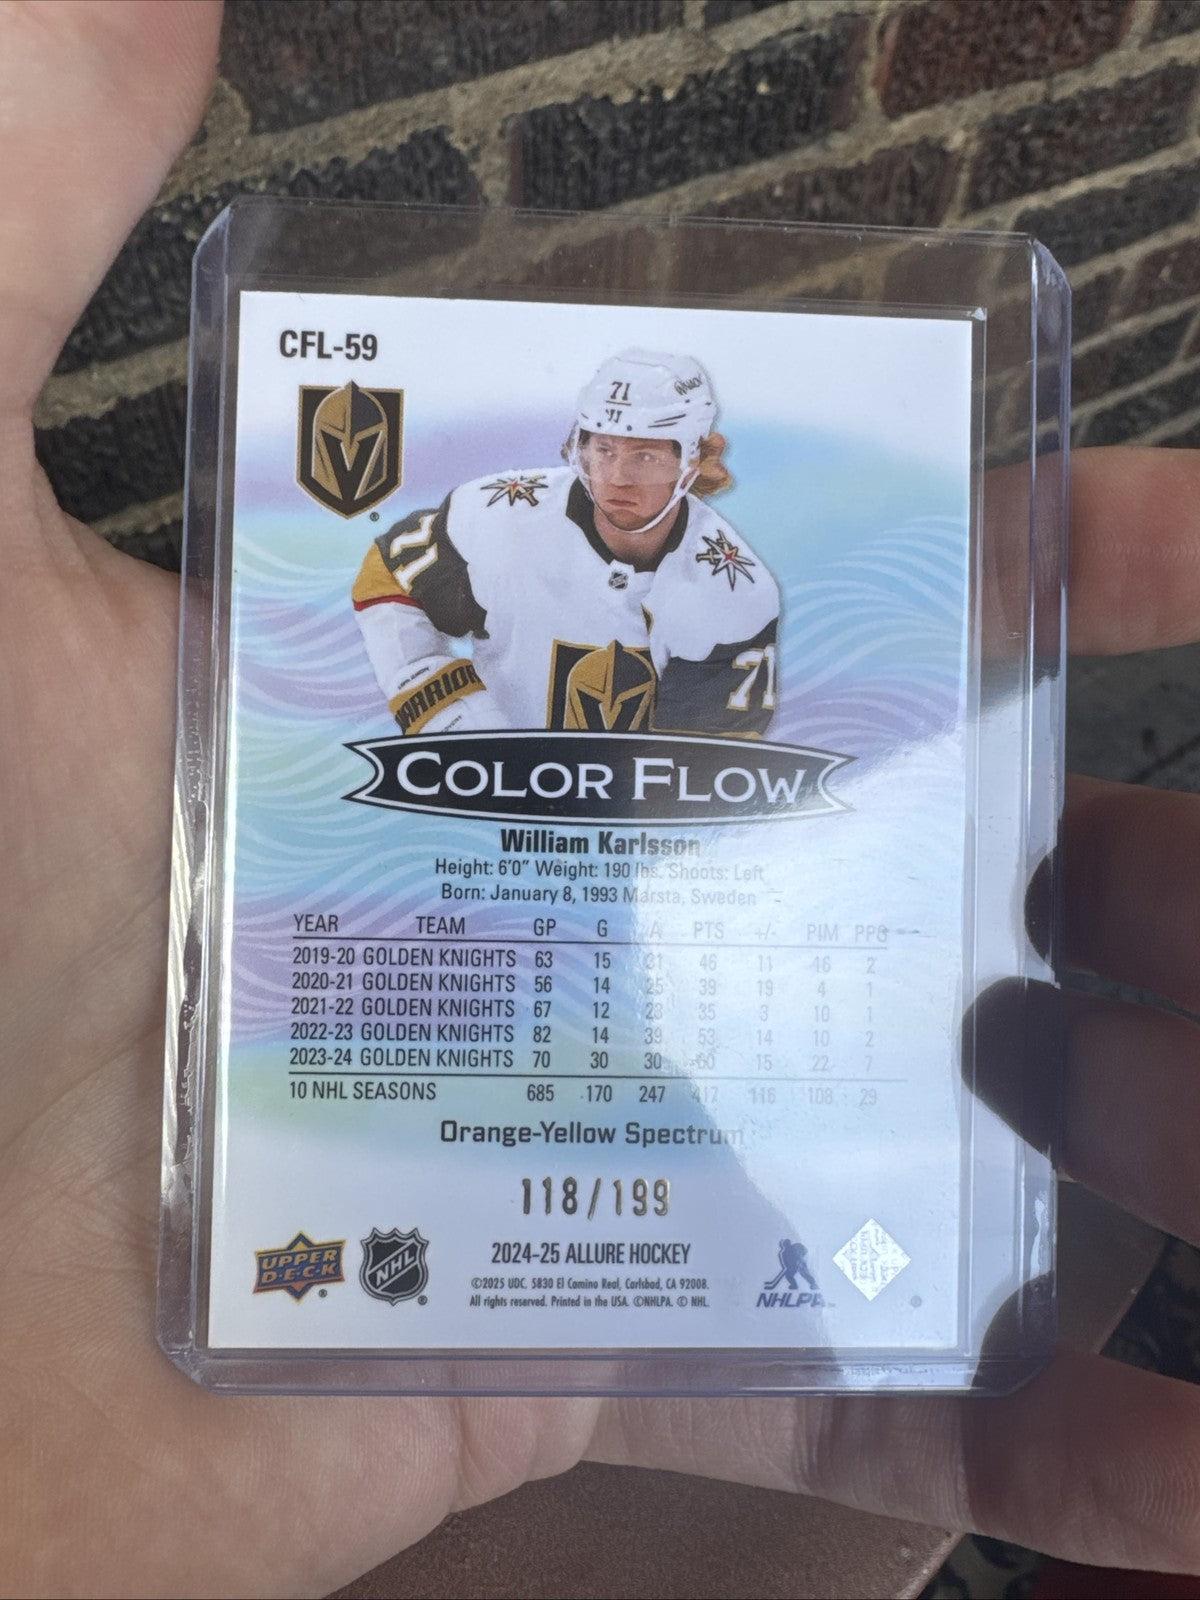 CFL-59
71
71
WARRIOR
71
COLOR FLOW
William Karlsson
Height: 6'0" Weight: 190 lbs. Shoots: Left
Born: January 8, 1993 Marsta, Sweden
YEAR TEAM GP G A PTS +/- PIM PPG
2019-20 GOLDEN KNIGHTS 63 15 31 46 11 16 2
2020-21 GOLDEN KNIGHTS 56 14 25 39 19 4 1
2021-22 GOLDEN KNIGHTS 67 12 23 35 3 10 1
2022-23 GOLDEN KNIGHTS 82 14 39 53 14 10 2
2023-24 GOLDEN KNIGHTS 70 30 30 60 15 22 7
10 NHL SEASONS 685 170 247 417 116 108 29
Orange-Yellow Spectrum
118/199
UPPER DECK
NHL
2024-25 ALLURE HOCKEY
©2025 UDC. 5830 El Camino Real, Carlsbad, CA 92008.
All rights reserved. Printed in the USA. ©NHLPA. © NHL.
NHLPA